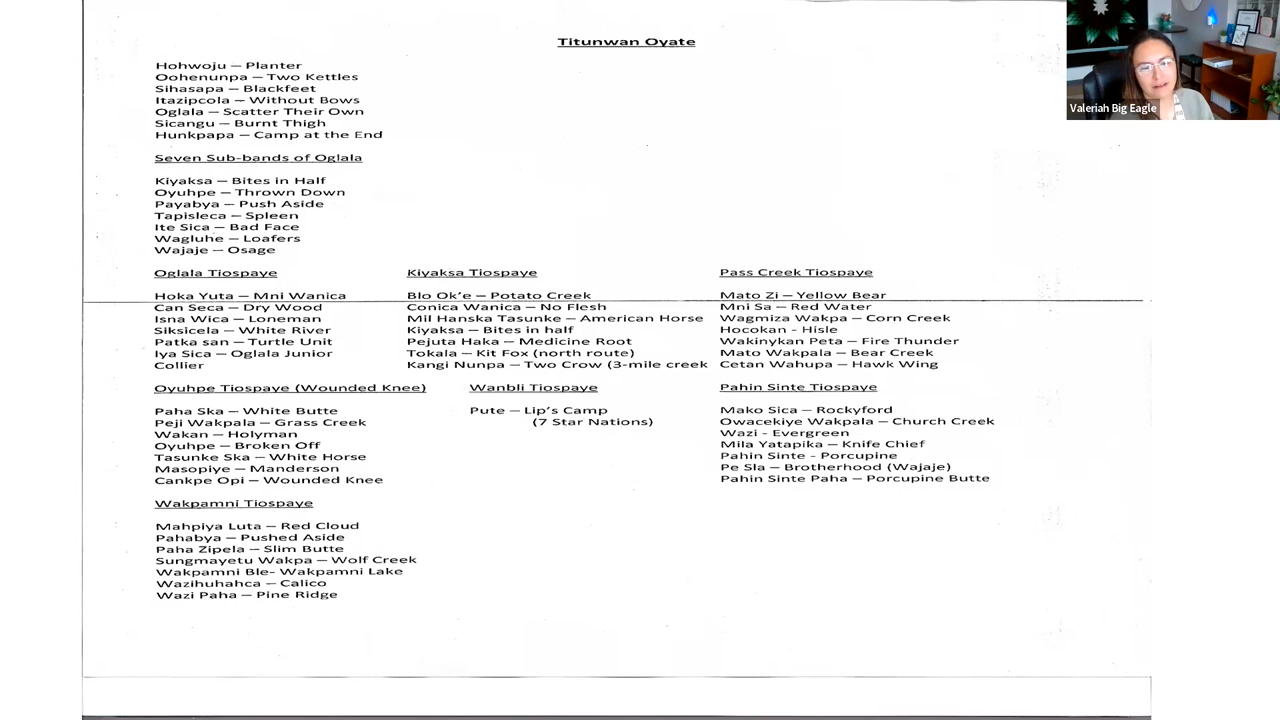 Titunwan Oyate
Hohwoju – Planter
Oohenunpa – Two Kettles
Sihasapa – Blackfeet
Itazipcola – Without Bows
Oglala – Scatter Their Own
Sicangu – Burnt Thigh
Hunkpapa – Camp at the End
Seven Sub-bands of Oglala
Kiyaksa – Bites in Half
Oyuhpe – Thrown Down
Payabya – Push Aside
Tapisleca – Spleen
Ite Sica – Bad Face
Wagluhe – Loafers
Wajaje – Osage
Oglala Tiospaye
Hoka Yuta – Mni Wanica
Can Seca – Dry Wood
Isna Wica – Loneman
Siksicela – White River
Patka san – Turtle Unit
Iya Sica – Oglala Junior
Collier
Kiyaksa Tiospaye
Blo Ok'e – Potato Creek
Conica Wanica – No Flesh
Mil Hanska Tasunke – American Horse
Kiyaksa – Bites in half
Pejuta Haka – Medicine Root
Tokala – Kit Fox (north route)
Kangi Nunpa – Two Crow (3-mile creek
Pass Creek Tiospaye
Mato Zi – Yellow Bear
Mni Sa – Red Water
Wagmiza Wakpa – Corn Creek
Hocokan - Hisle
Wakinykan Peta – Fire Thunder
Mato Wakpala – Bear Creek
Cetan Wahupa – Hawk Wing
Oyuhpe Tiospaye (Wounded Knee)
Paha Ska – White Butte
Peji Wakpala – Grass Creek
Wakan – Holyman
Oyuhpe – Broken Off
Tasunke Ska – White Horse
Masopiye – Manderson
Cankpe Opi – Wounded Knee
Wanbli Tiospaye
Pute – Lip's Camp
(7 Star Nations)
Pahin Sinte Tiospaye
Mako Sica – Rockyford
Owacekiye Wakpala – Church Creek
Wazi - Evergreen
Mila Yatapika – Knife Chief
Pahin Sinte - Porcupine
Pe Sla – Brotherhood (Wajaje)
Pahin Sinte Paha – Porcupine Butte
Wakpamni Tiospaye
Mahpiya Luta – Red Cloud
Pahabya – Pushed Aside
Paha Zipela – Slim Butte
Sungmayetu Wakpa – Wolf Creek
Wakpamni Ble- Wakpamni Lake
Wazihuhahca – Calico
Wazi Paha – Pine Ridge
Valeriah Big Eagle